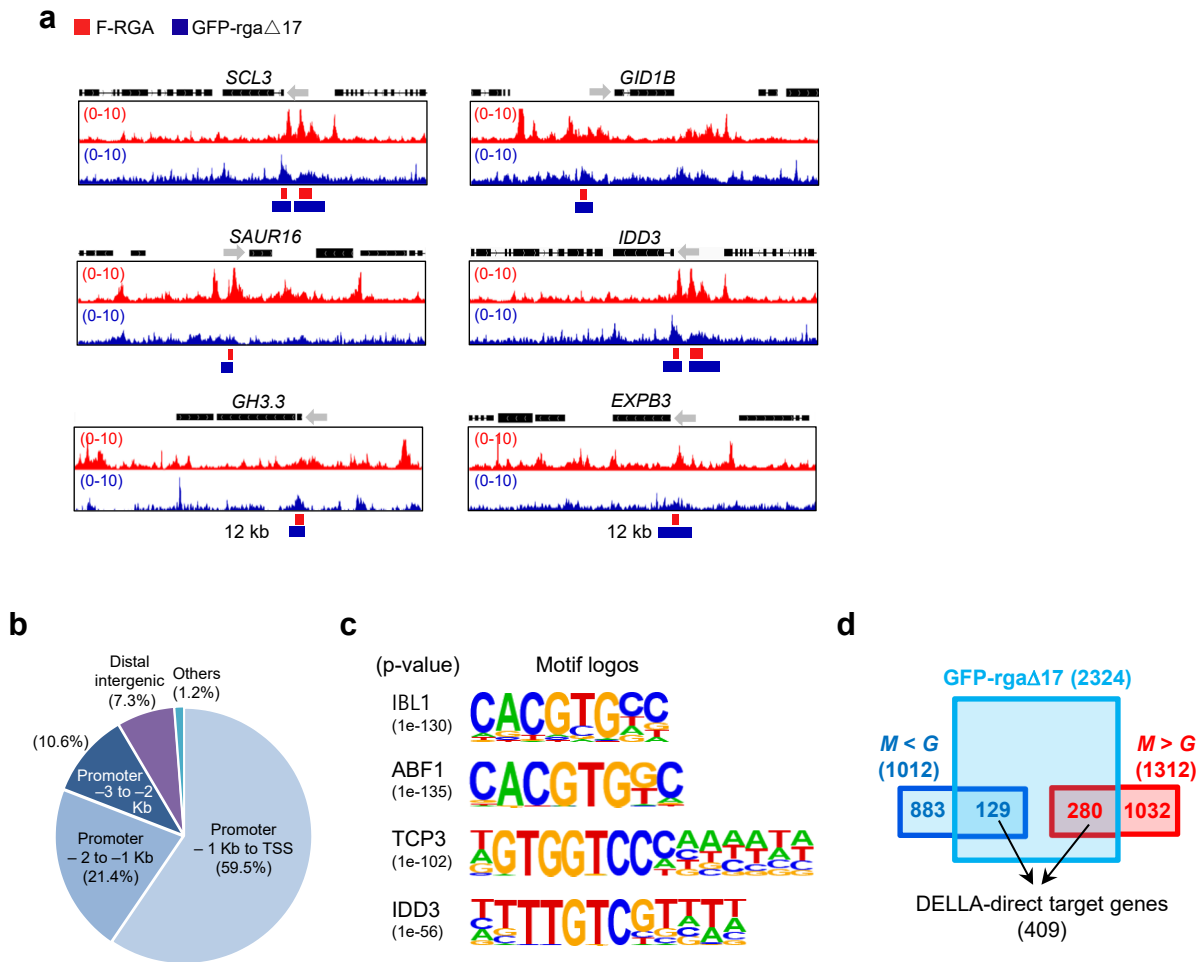 a
F-RGA GFP-rga△17
SCL3
(0-10)
(0-10)
GID1B
(0-10)
(0-10)
SAUR16
(0-10)
(0-10)
IDD3
(0-10)
(0-10)
GH3.3
(0-10)
(0-10)
12 kb
EXPB3
(0-10)
(0-10)
12 kb
b
Distal
intergenic
(7.3%)
Others
(1.2%)
(10.6%)
Promoter
–3 to –2
Kb
Promoter
– 2 to –1 Kb
(21.4%)
Promoter
– 1 Kb to TSS
(59.5%)
c
(p-value) Motif logos
IBL1
(1e-130)
CACGTG
ABF1
(1e-135)
CACGTGGC
TCP3
(1e-102)
GTGGTCCC
IDD3
(1e-56)
TTTGTCG
d
GFP-rgaΔ17 (2324)
M < G
(1012)
M > G
(1312)
883 129 280 1032
DELLA-direct target genes
(409)